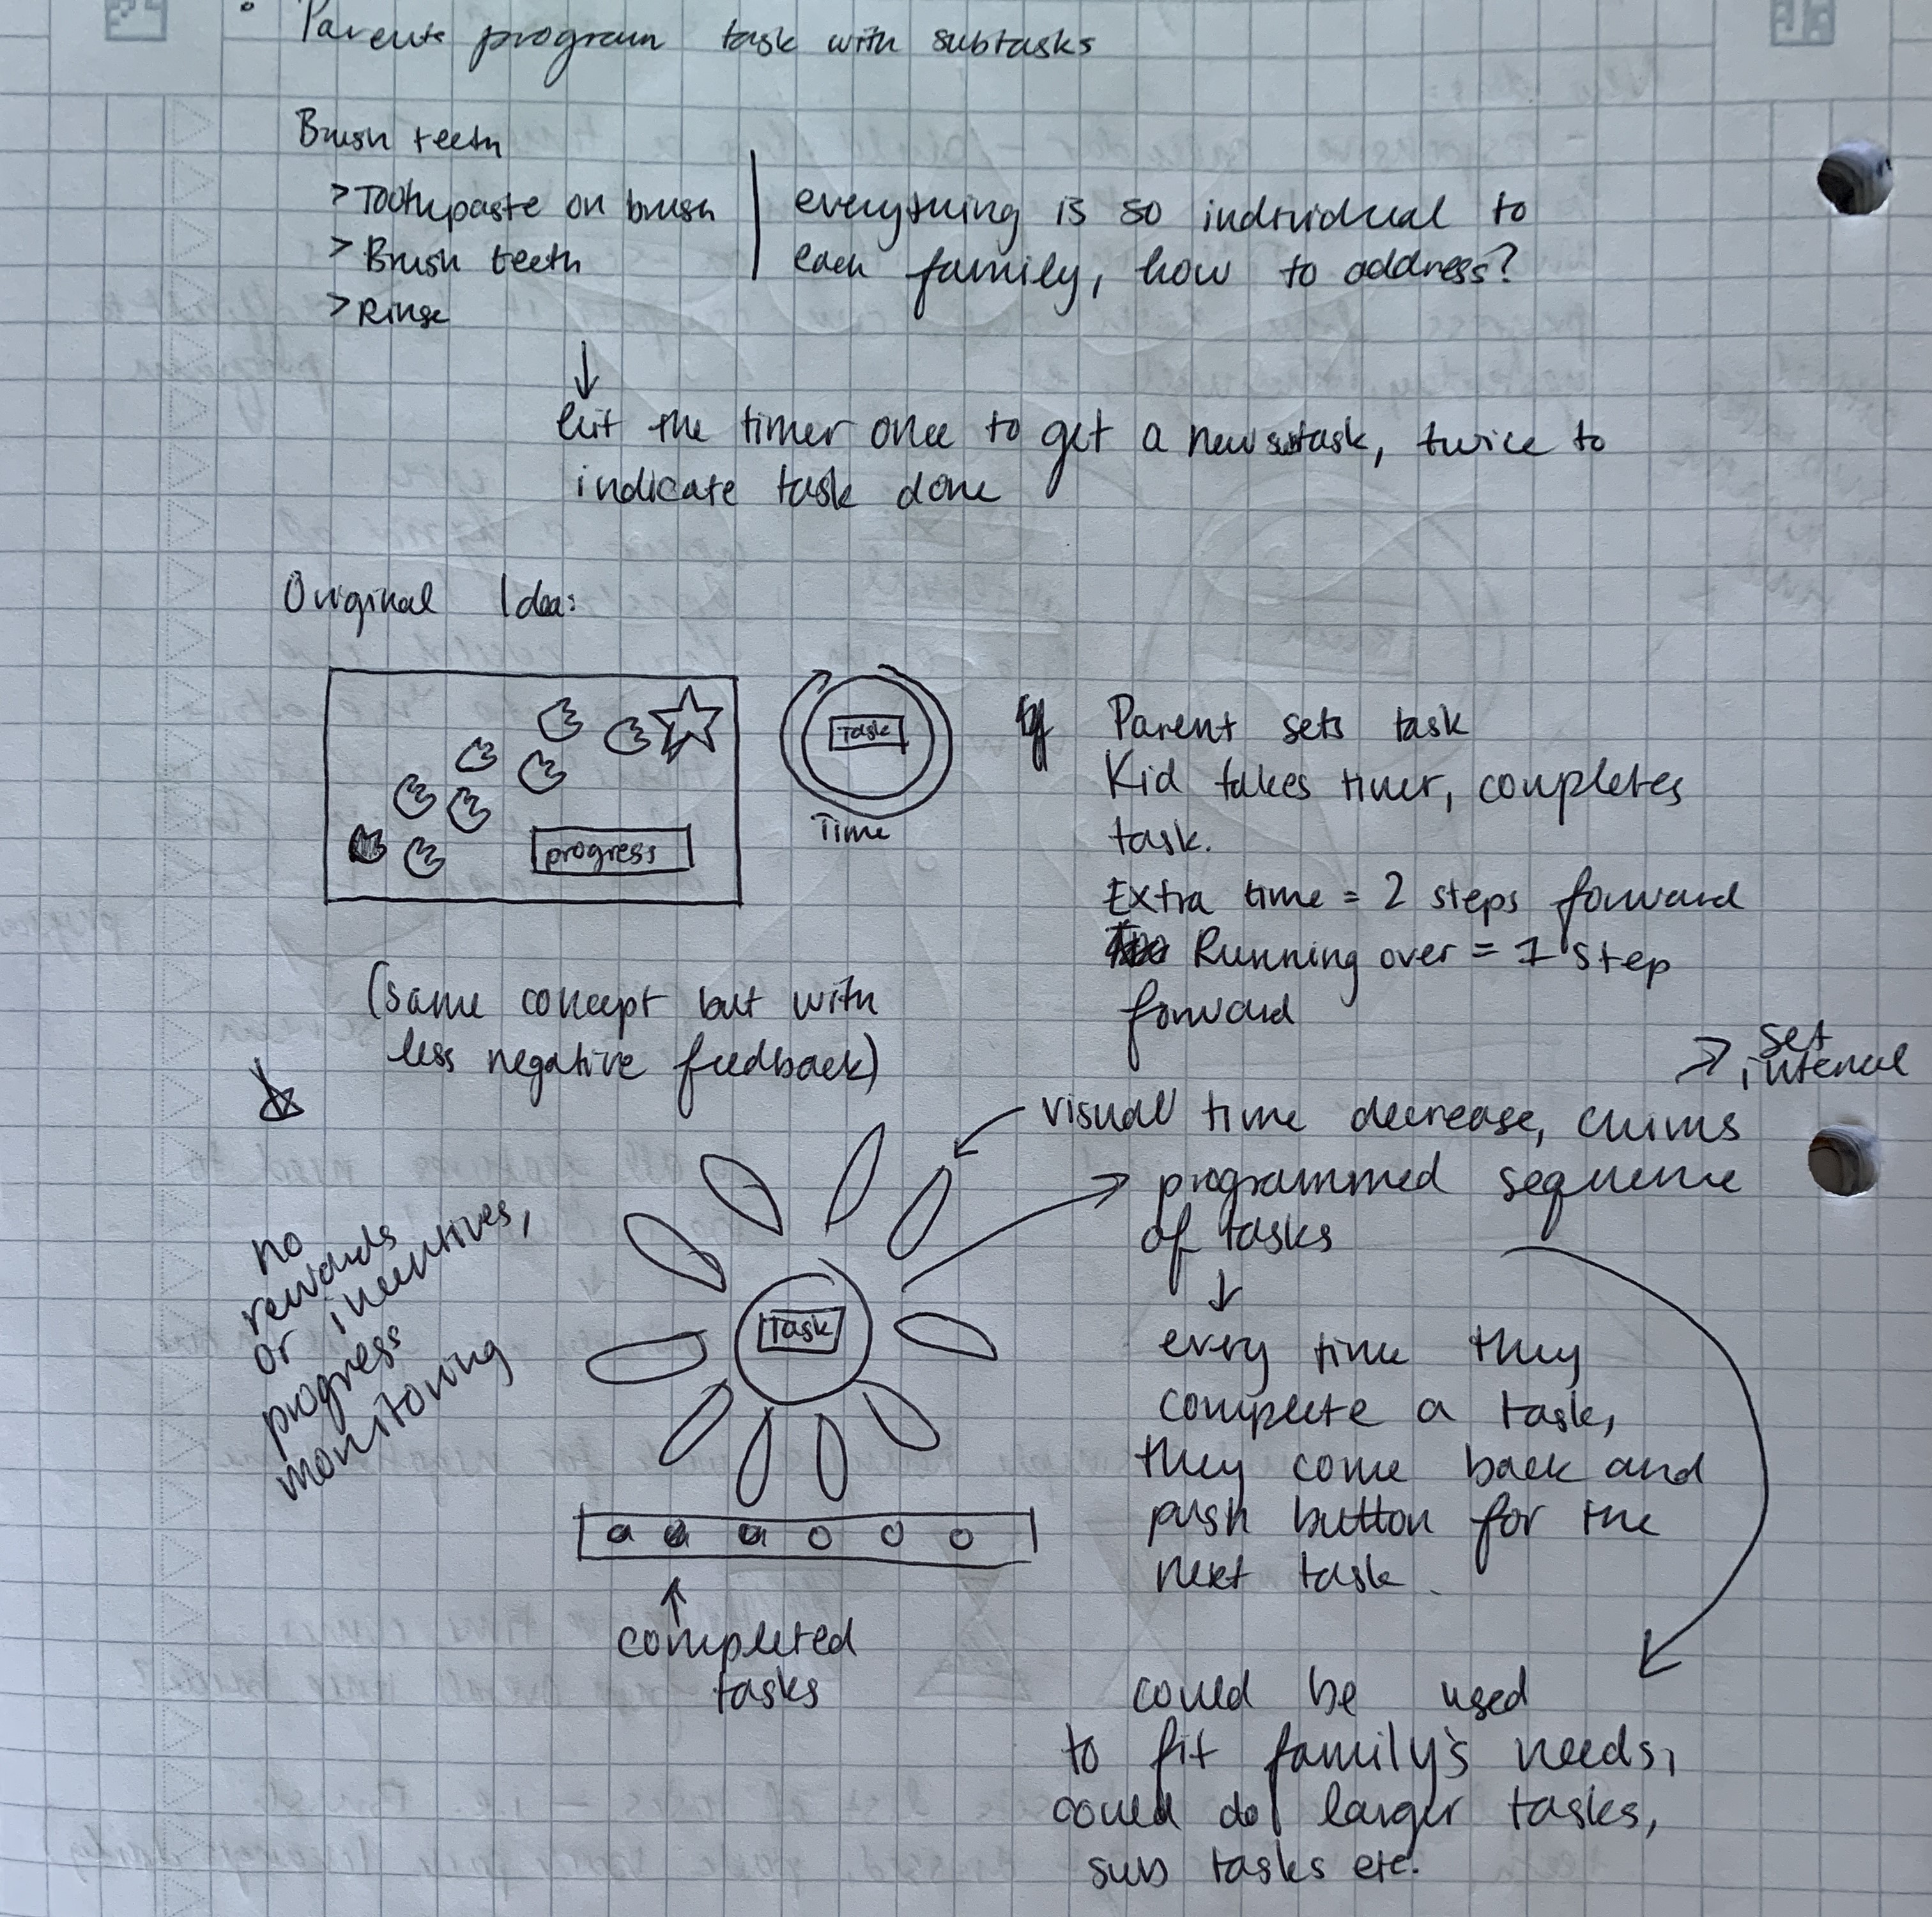 • Parents program task with subtasks
Brush teeth
> Toothpaste on brush
> Brush teeth
> Rinse
everything is so individual to
each family, how to address?
↓
hit the timer once to get a new subtask, twice to
indicate task done
Original Idea:
progress
Task
Time
Parent sets task
Kid takes timer, completes
task.
Extra time = 2 steps forward
Running over = 1 step
forward
(same concept but with
less negative feedback)
→ set
interval
visual time decrease, chimes
programmed sequence
of tasks
↓
every time they
complete a task,
they come back and
push button for the
next task.
no
rewards
or incentives,
progress
monitoring
Task
↑
completed
tasks
could be used
to fit family's needs,
could do larger tasks,
sub tasks etc.